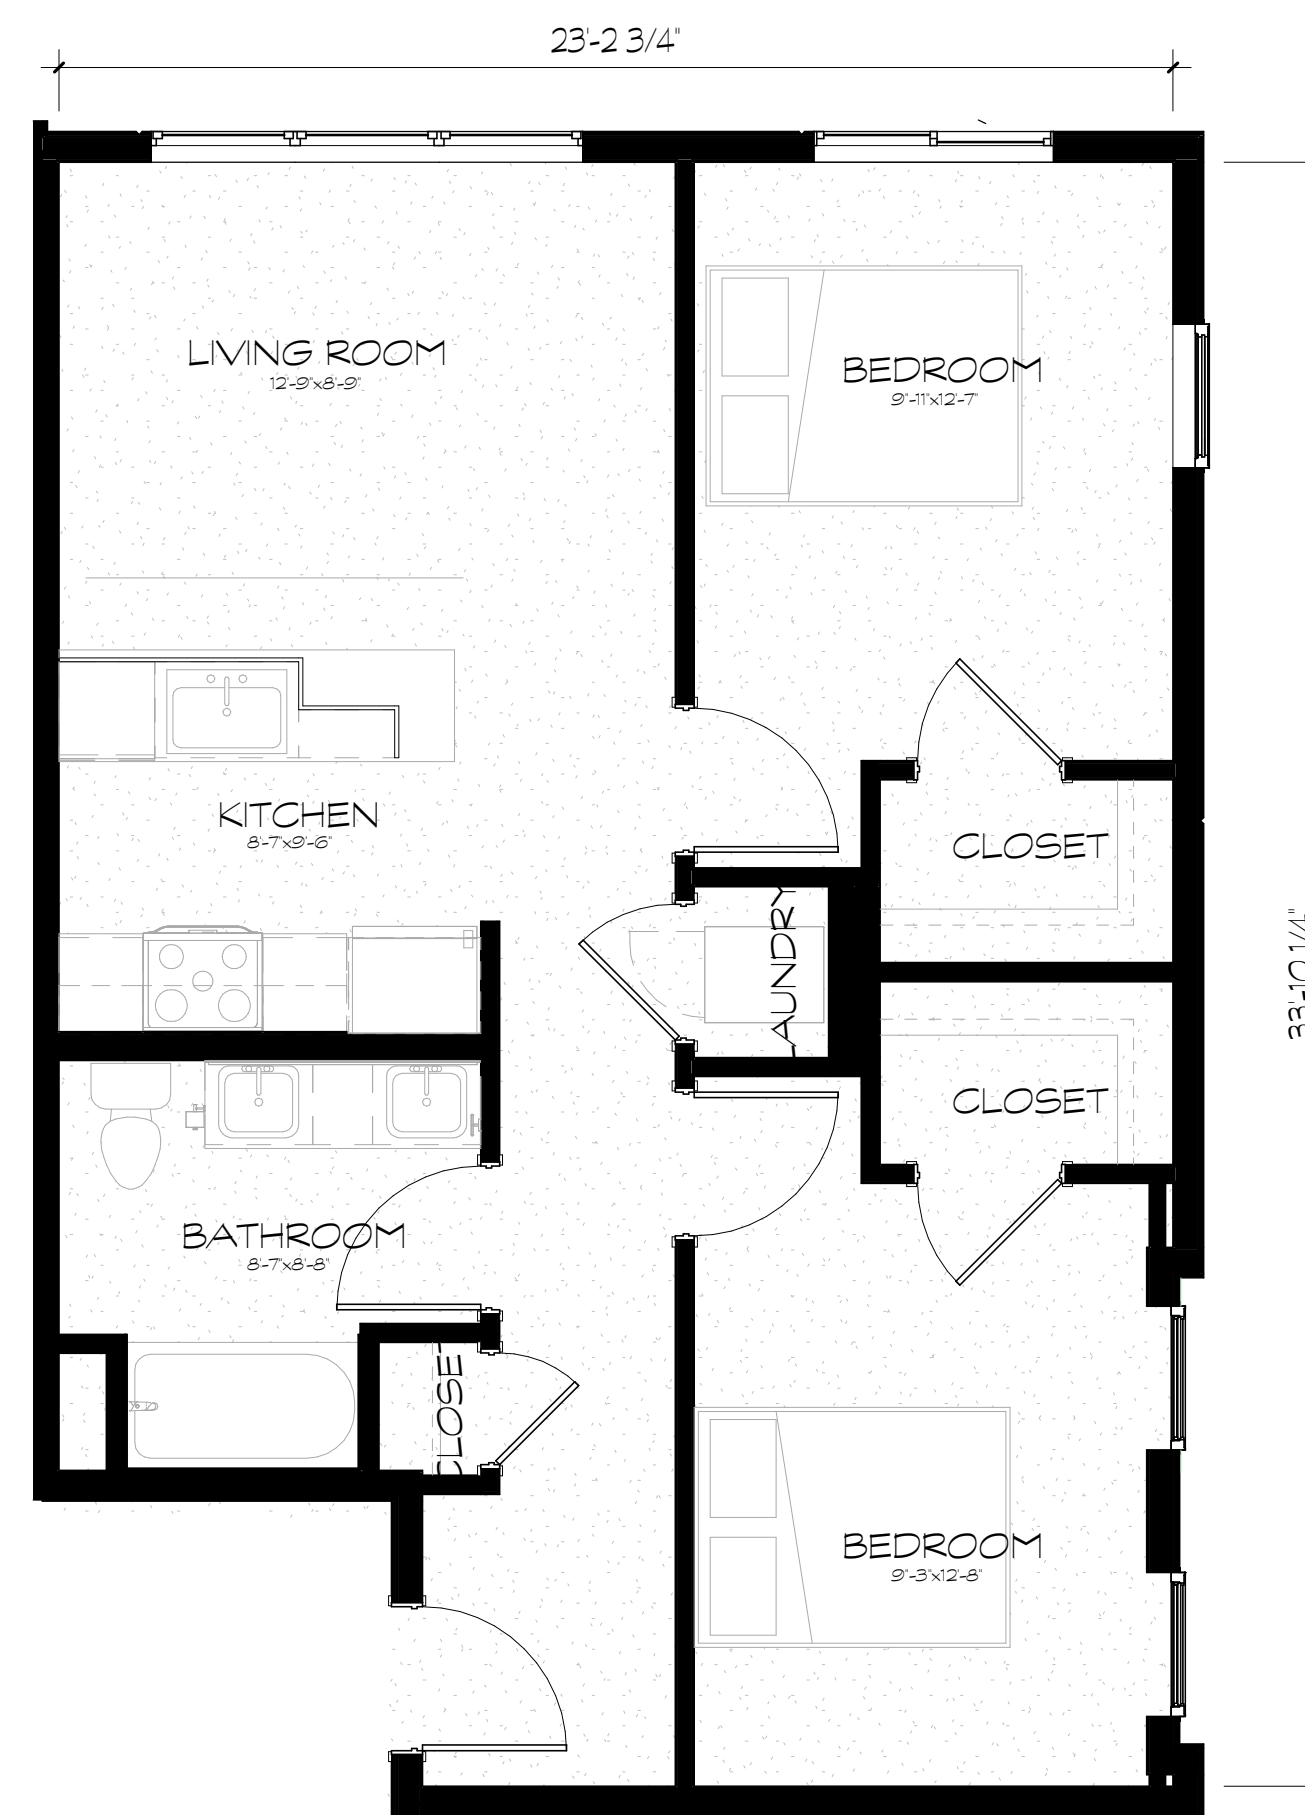 23'-2 3/4"
LIVING ROOM
12'-9"x8'-9"
BEDROOM
9'-11"x12'-7"
KITCHEN
8'-7"x9'-6"
CLOSET
LAUNDRY
33'-10 1/4"
CLOSET
BATHROOM
8'-7"x8'-8"
CLOSET
BEDROOM
9'-3"x12'-8"